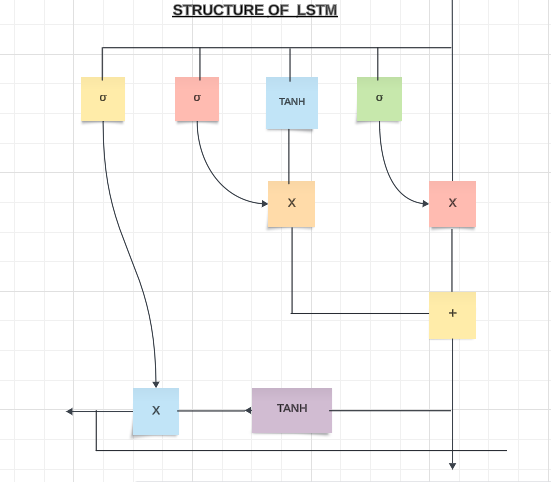 STRUCTURE OF LSTM
σ
σ
TANH
σ
X
X
+
X
TANH